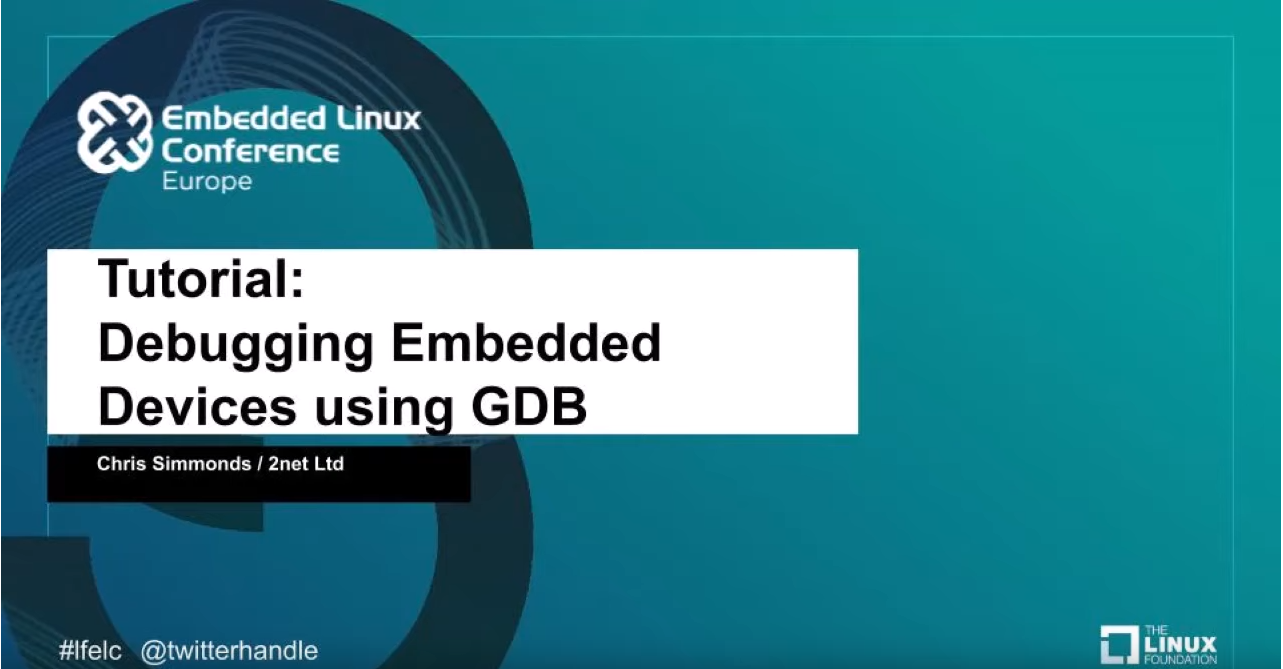 Embedded Linux
Conference
Europe
Tutorial:
Debugging Embedded
Devices using GDB
Chris Simmonds / 2net Ltd
#lfelc @twitterhandle
THE
LINUX
FOUNDATION